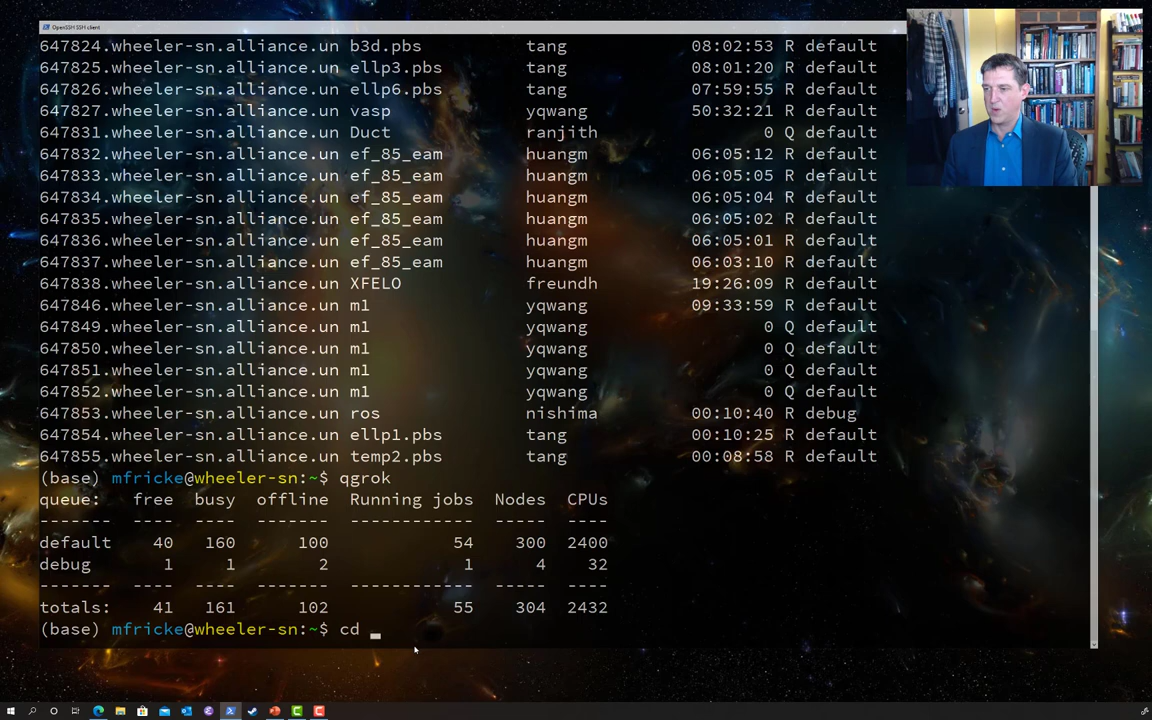 OpenSSH SSH client
647824.wheeler-sn.alliance.un b3d.pbs tang 08:02:53 R default
647825.wheeler-sn.alliance.un ellp3.pbs tang 08:01:20 R default
647826.wheeler-sn.alliance.un ellp6.pbs tang 07:59:55 R default
647827.wheeler-sn.alliance.un vasp yqwang 50:32:21 R default
647831.wheeler-sn.alliance.un Duct ranjith 0 Q default
647832.wheeler-sn.alliance.un ef_85_eam huangm 06:05:12 R default
647833.wheeler-sn.alliance.un ef_85_eam huangm 06:05:05 R default
647834.wheeler-sn.alliance.un ef_85_eam huangm 06:05:04 R default
647835.wheeler-sn.alliance.un ef_85_eam huangm 06:05:02 R default
647836.wheeler-sn.alliance.un ef_85_eam huangm 06:05:01 R default
647837.wheeler-sn.alliance.un ef_85_eam huangm 06:03:10 R default
647838.wheeler-sn.alliance.un XFELO freundh 19:26:09 R default
647846.wheeler-sn.alliance.un m1 yqwang 09:33:59 R default
647849.wheeler-sn.alliance.un m1 yqwang 0 Q default
647850.wheeler-sn.alliance.un m1 yqwang 0 Q default
647851.wheeler-sn.alliance.un m1 yqwang 0 Q default
647852.wheeler-sn.alliance.un m1 yqwang 0 Q default
647853.wheeler-sn.alliance.un ros nishima 00:10:40 R debug
647854.wheeler-sn.alliance.un ellp1.pbs tang 00:10:25 R default
647855.wheeler-sn.alliance.un temp2.pbs tang 00:08:58 R default
(base) mfricke@wheeler-sn:~$ qgrok
queue: free busy offline Running jobs Nodes CPUs
------- ---- ---- ------- ------------ ----- ----
default 40 160 100 54 300 2400
debug 1 1 2 1 4 32
------- ---- ---- ------- ------------ ----- ----
totals: 41 161 102 55 304 2432
(base) mfricke@wheeler-sn:~$ cd